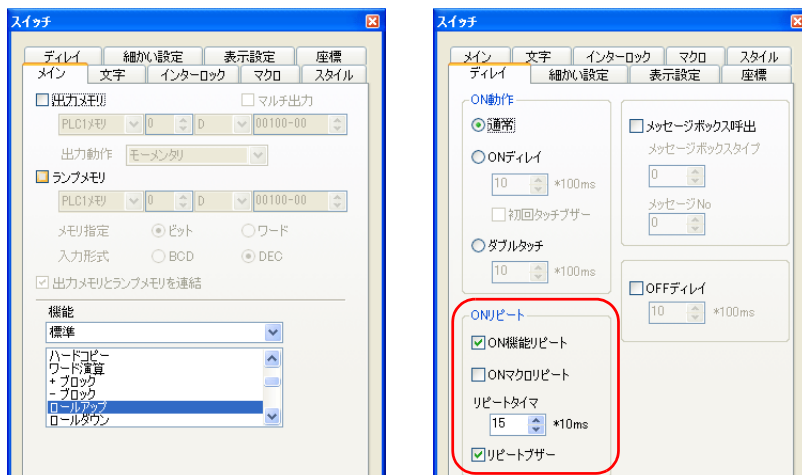 スイッチ
ディレイ 細かい設定 表示設定 座標
メイン 文字 インターロック マクロ スタイル
出力メモリ マルチ出力
PLC1メモリ 0 D 00100-00
出力動作 モーメンタリ
ランプメモリ
PLC1メモリ 0 D 00100-00
メモリ指定 ビット ワード
入力形式 BCD DEC
出力メモリとランプメモリを連結
機能
標準
ハードコピー
ワード演算
+ ブロック
- ブロック
ロールアップ
ロールダウン
スイッチ
メイン 文字 インターロック マクロ スタイル
ディレイ 細かい設定 表示設定 座標
ON動作
通常
ONディレイ
10 *100ms
初回タッチブザー
ダブルタッチ
10 *100ms
メッセージボックス呼出
メッセージボックスタイプ
0
メッセージNo
0
OFFディレイ
10 *100ms
ONリピート
ON機能リピート
ONマクロリピート
リピートタイマ
15 *10ms
リピートブザー